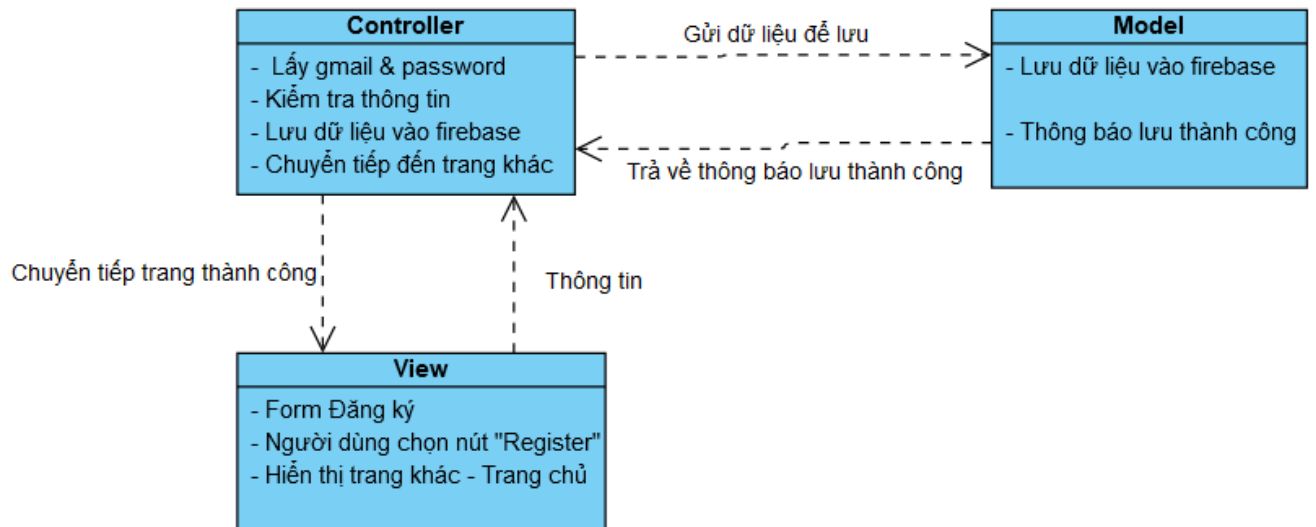 Controller
- Lấy gmail & password
- Kiểm tra thông tin
- Lưu dữ liệu vào firebase
- Chuyển tiếp đến trang khác
Gửi dữ liệu để lưu
Model
- Lưu dữ liệu vào firebase
- Thông báo lưu thành công
Trả về thông báo lưu thành công
Chuyển tiếp trang thành công
Thông tin
View
- Form Đăng ký
- Người dùng chọn nút "Register"
- Hiển thị trang khác - Trang chủ